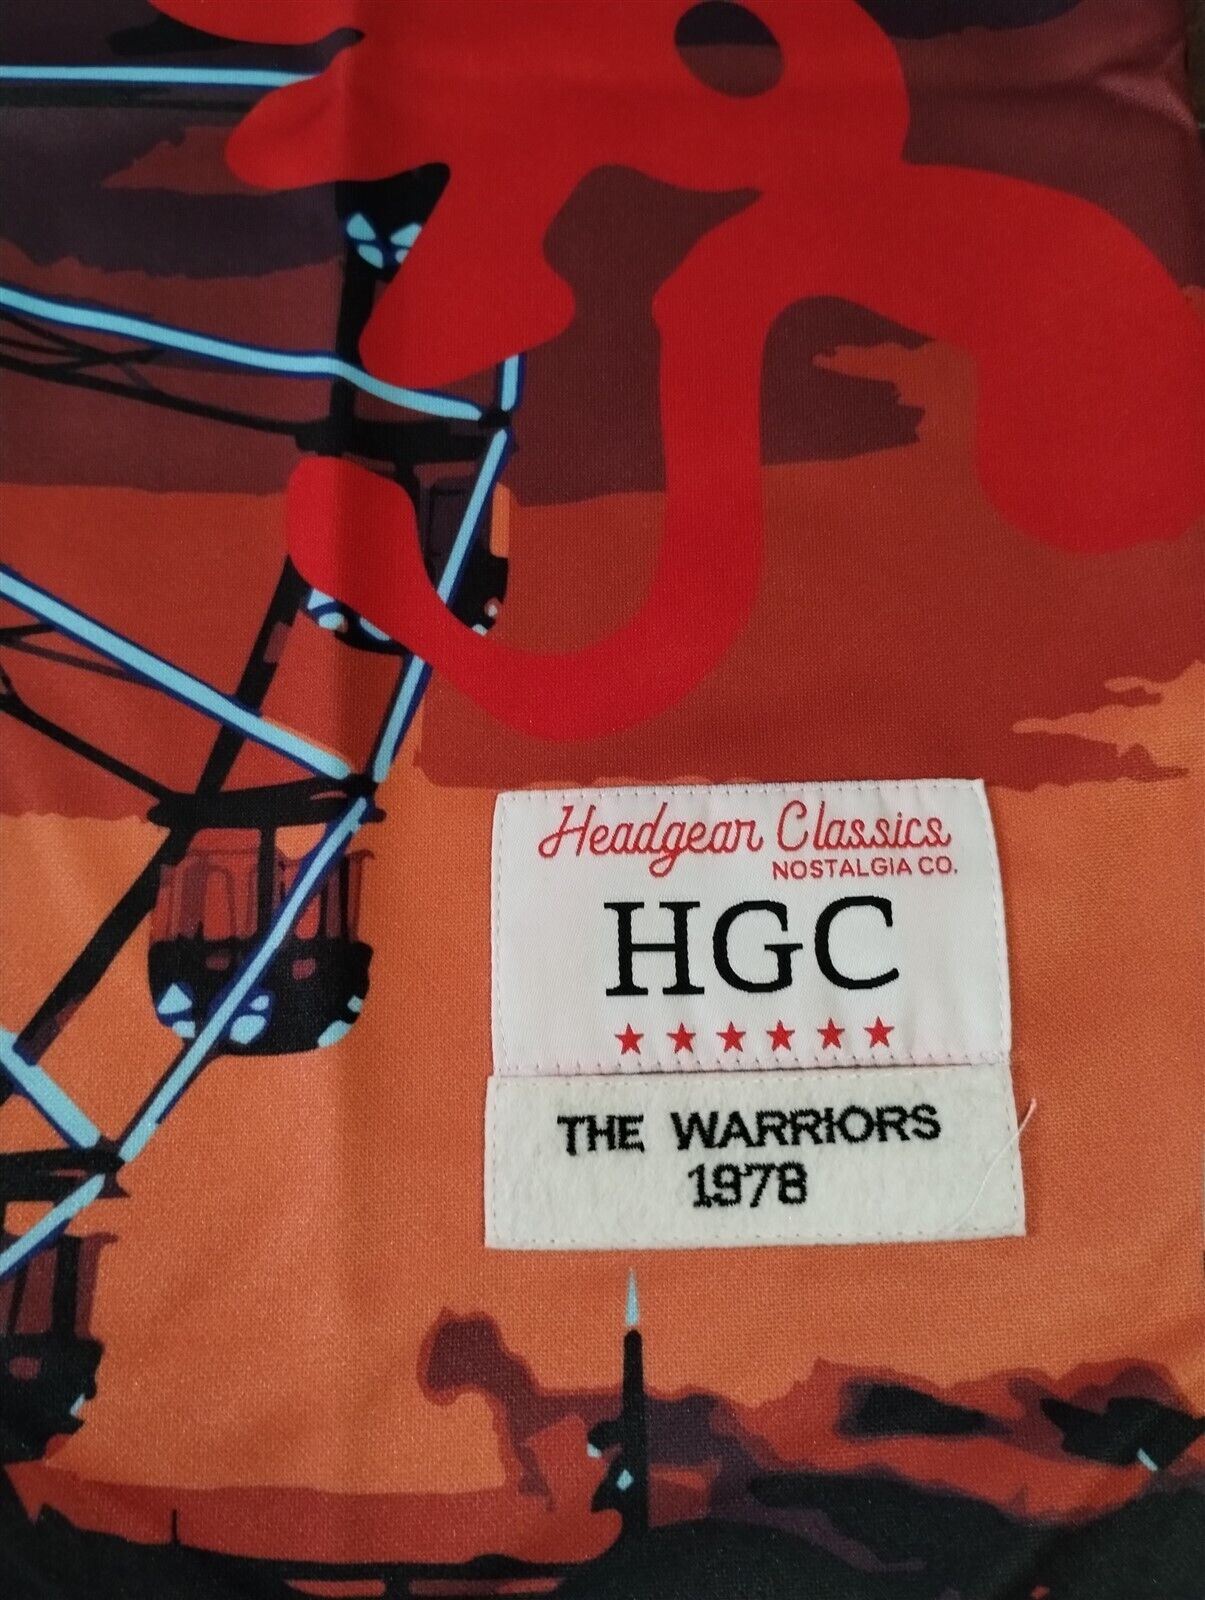 Headgear Classics
NOSTALGIA CO.
HGC
THE WARRIORS
1978